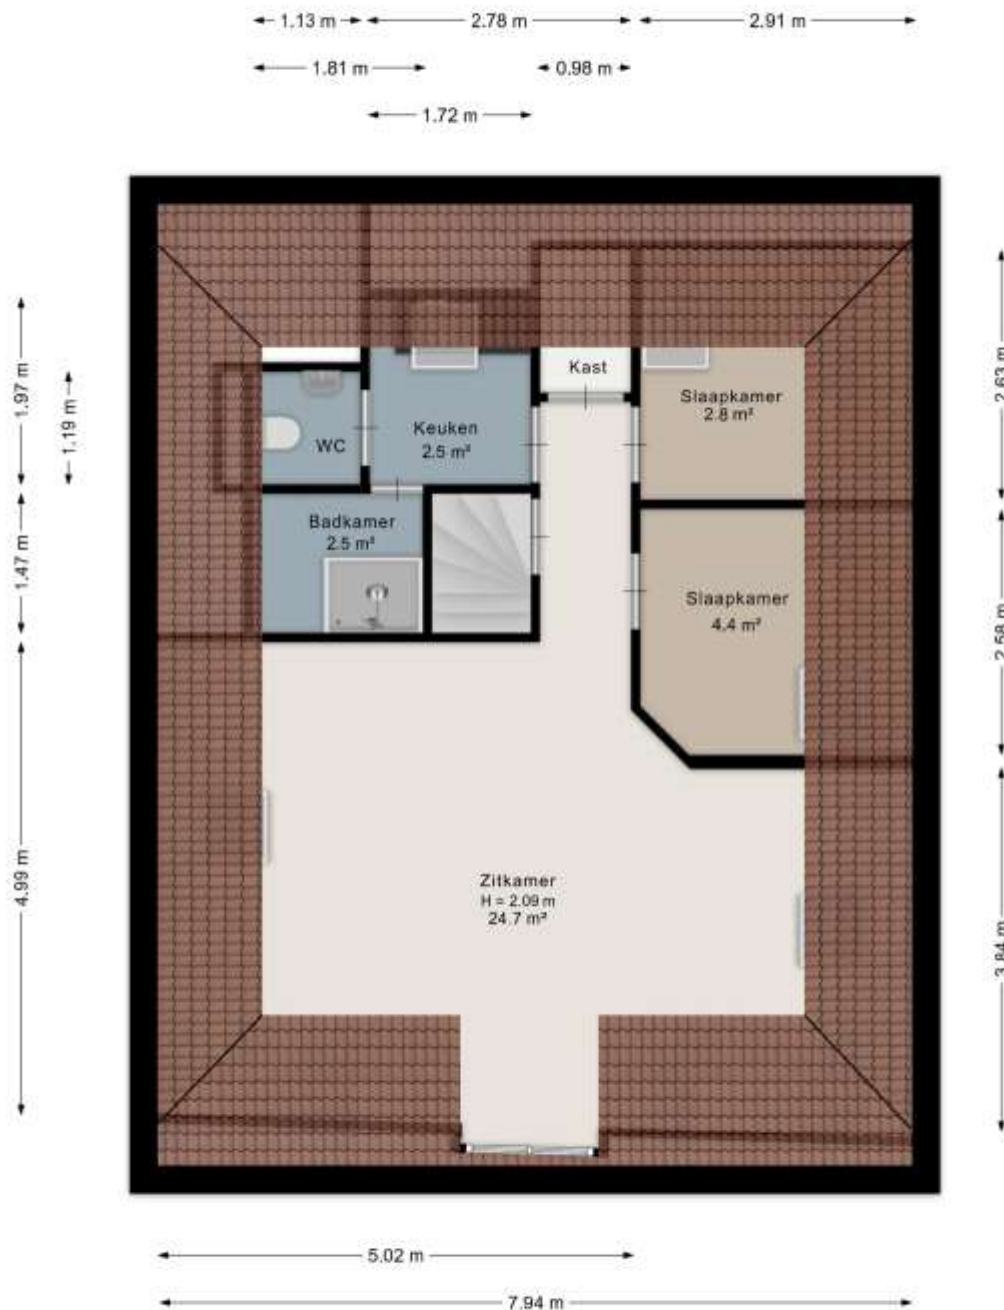 1.13 m
2.78 m
2.91 m
1.81 m
0.98 m
1.72 m
1.97 m
1.19 m
1.47 m
4.99 m
2.63 m
2.58 m
3.84 m
Kast
Slaapkamer
2.8 m²
Keuken
2.5 m²
WC
Badkamer
2.5 m²
Slaapkamer
4.4 m²
Zitkamer
H = 2.09 m
24.7 m²
5.02 m
7.94 m